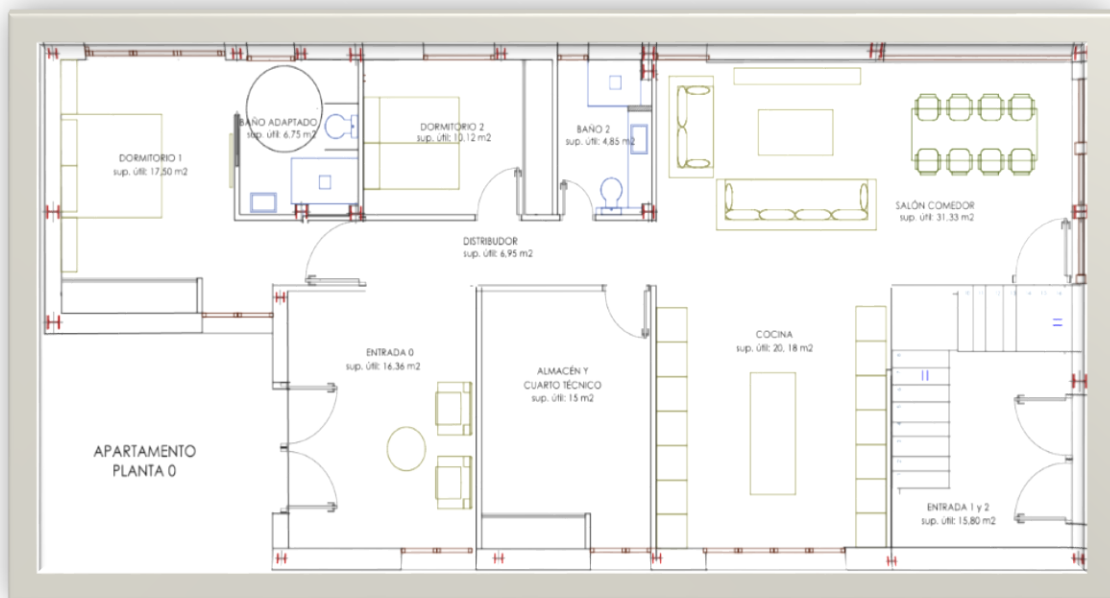 DORMITORIO 1
sup. útil: 17,50 m2
BAÑO ADAPTADO
sup. útil: 6.75 m2
DORMITORIO 2
sup. útil: 10,12 m2
BAÑO 2
sup. útil: 4,85 m2
SALÓN COMEDOR
sup. útil: 31,33 m2
DISTRIBUDOR
sup. útil: 6,95 m2
ENTRADA 0
sup. útil: 16,36 m2
ALMACÉN Y
CUARTO TÉCNICO
sup. útil: 15 m2
COCINA
sup. útil: 20, 18 m2
APARTAMENTO
PLANTA 0
ENTRADA 1 y 2
sup. útil: 15,80 m2